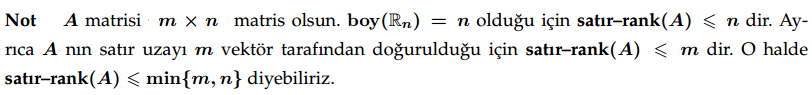 Not A matrisi m × n matris olsun. boy(ℝₙ) = n olduğu için satır–rank(A) ⩽ n dir. Ay-
rıca A nın satır uzayı m vektör tarafından doğurulduğu için satır–rank(A) ⩽ m dir. O halde
satır–rank(A) ⩽ min{m, n} diyebiliriz.